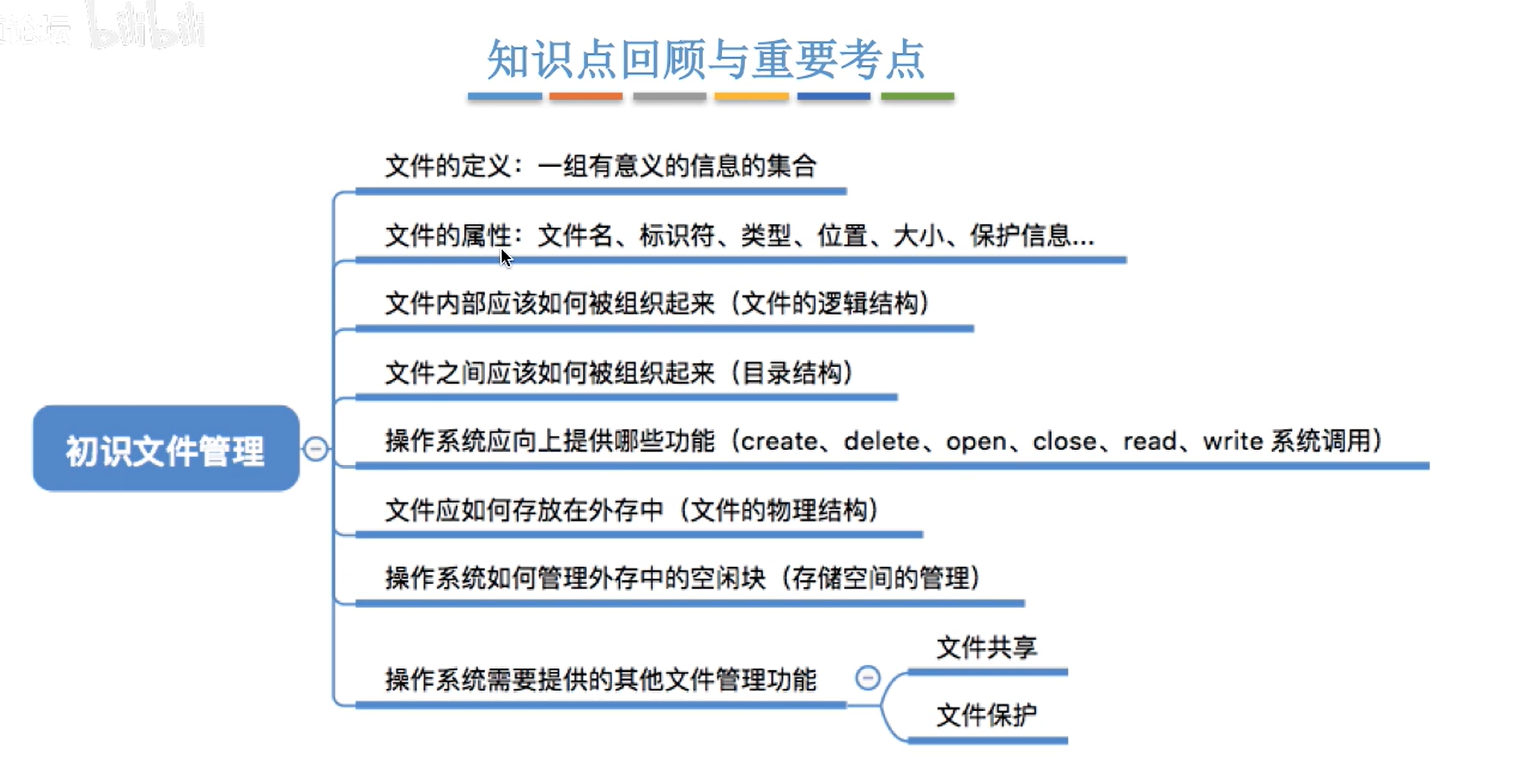 论坛 bilibili
知识点回顾与重要考点
文件的定义：一组有意义的信息的集合
文件的属性：文件名、标识符、类型、位置、大小、保护信息...
文件内部应该如何被组织起来（文件的逻辑结构）
文件之间应该如何被组织起来（目录结构）
初识文件管理
操作系统应向上提供哪些功能（create、delete、open、close、read、write 系统调用）
文件应如何存放在外存中（文件的物理结构）
操作系统如何管理外存中的空闲块（存储空间的管理）
操作系统需要提供的其他文件管理功能
文件共享
文件保护